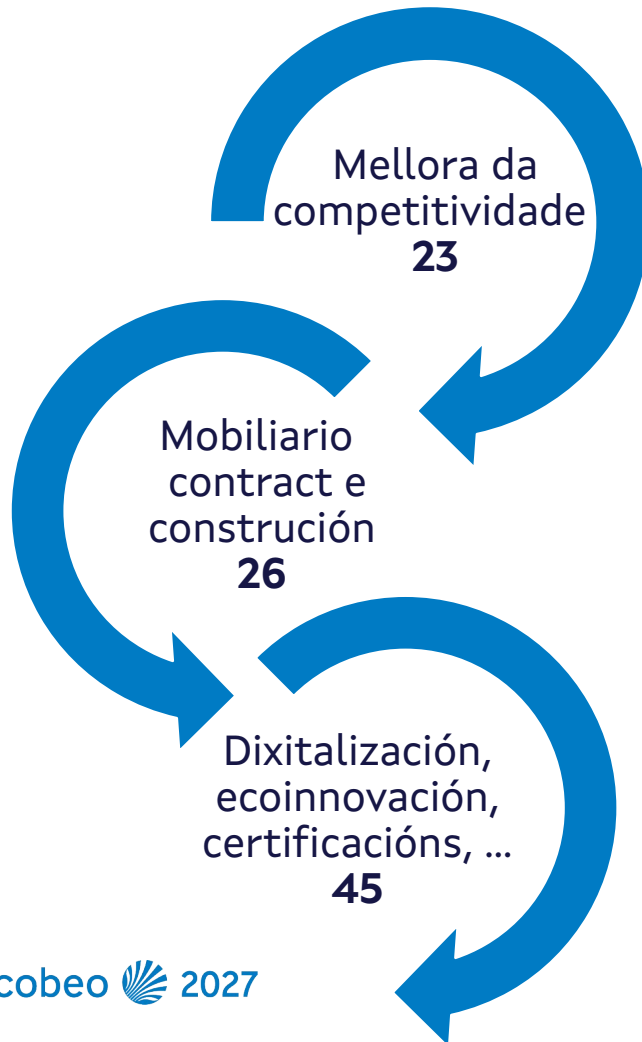 Mellora da
competitividade
23
Mobiliario
contract e
construción
26
Dixitalización,
ecoinnovación,
certificacións, ...
45
cobeo 2027